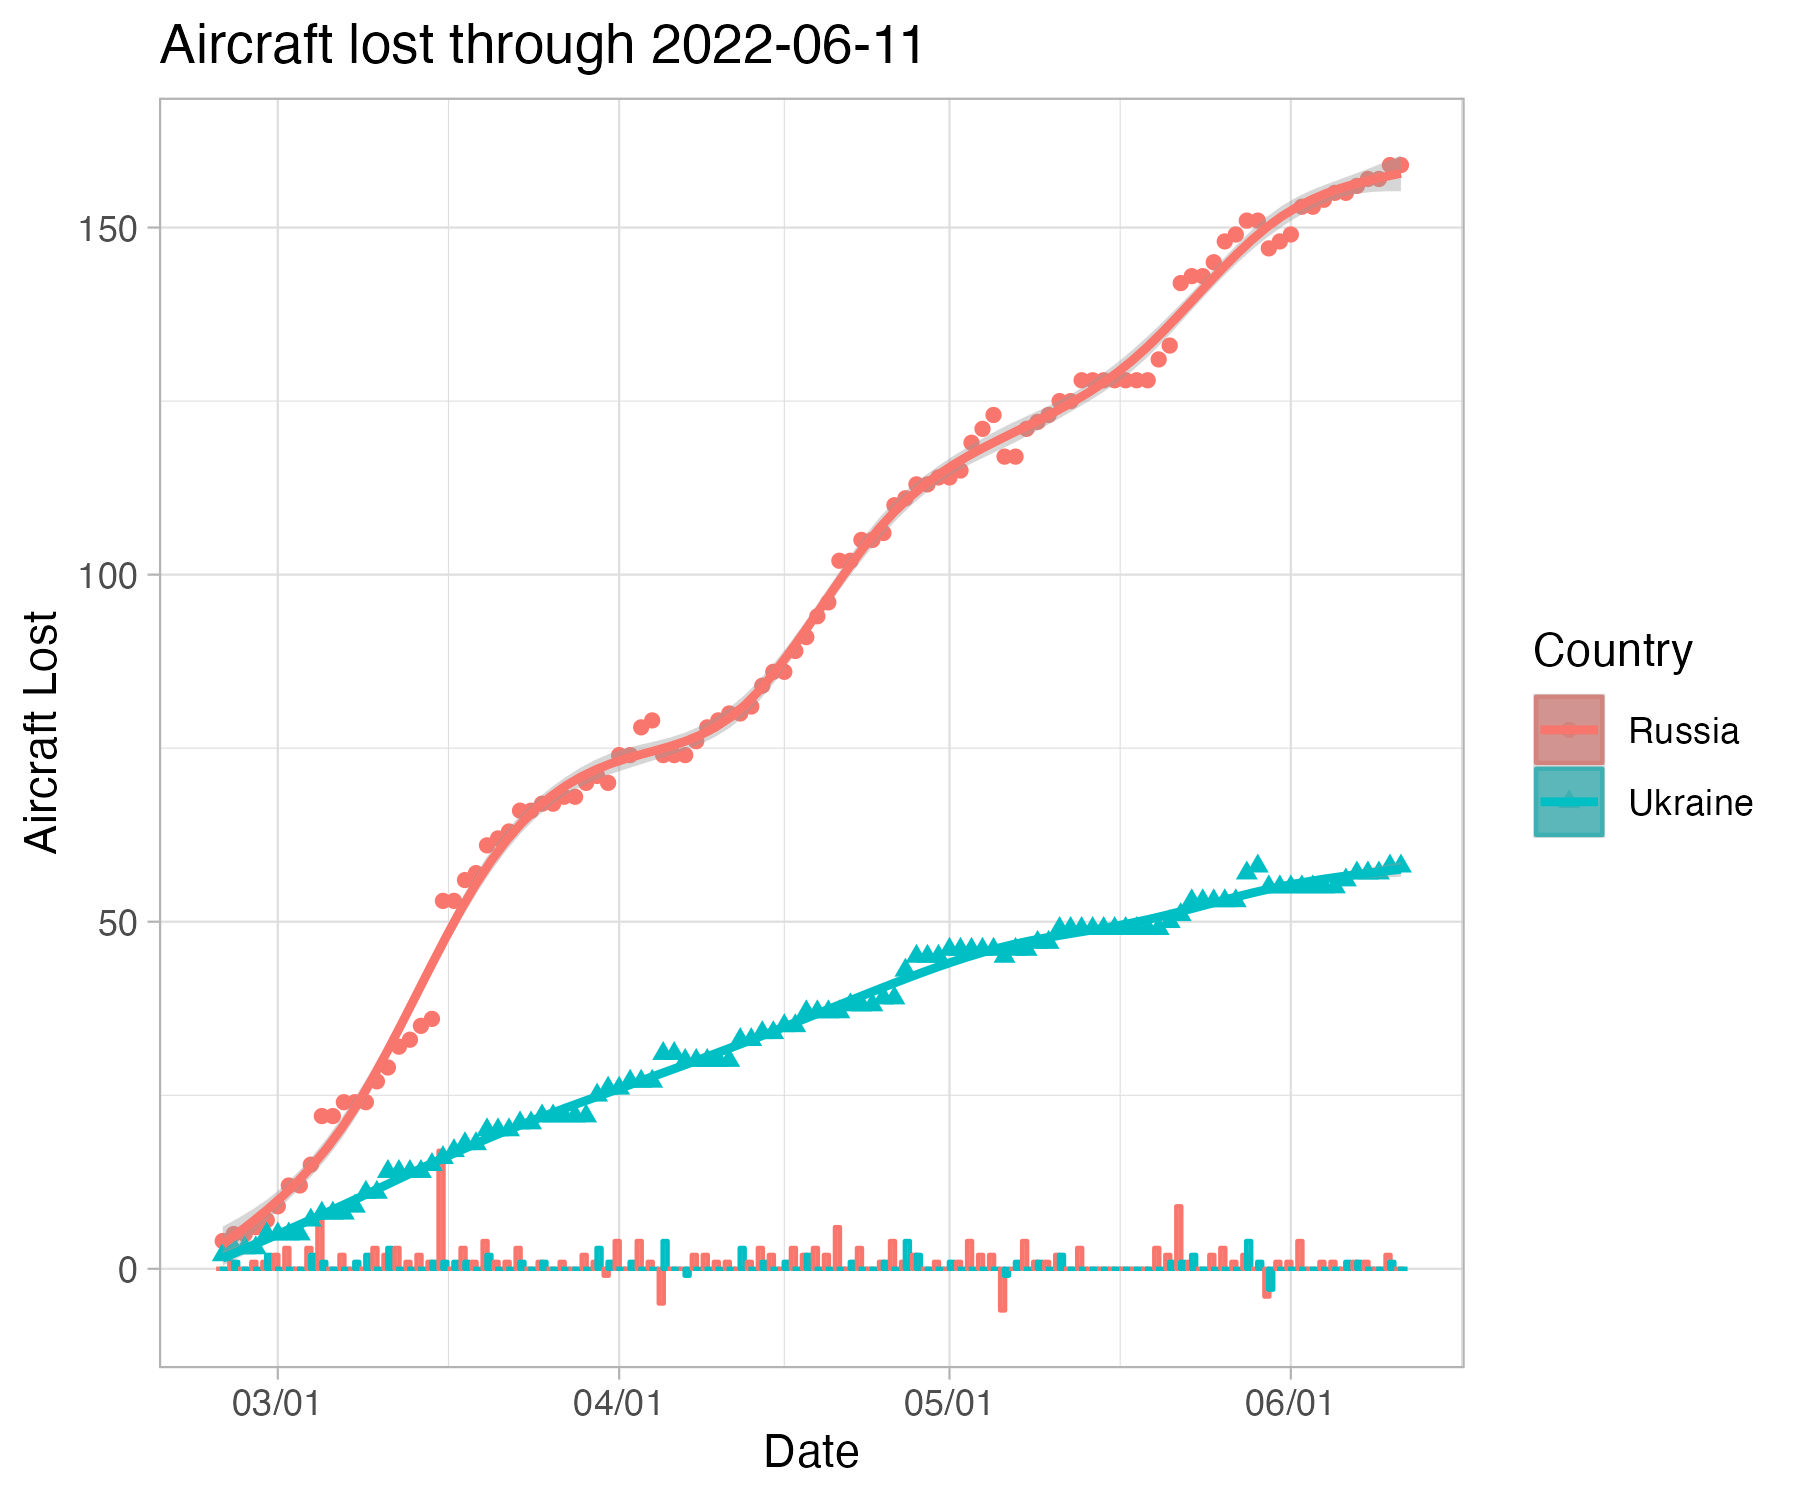 Aircraft lost through 2022-06-11
Aircraft Lost
150
100
50
0
03/01
04/01
05/01
06/01
Date
Country
Russia
Ukraine